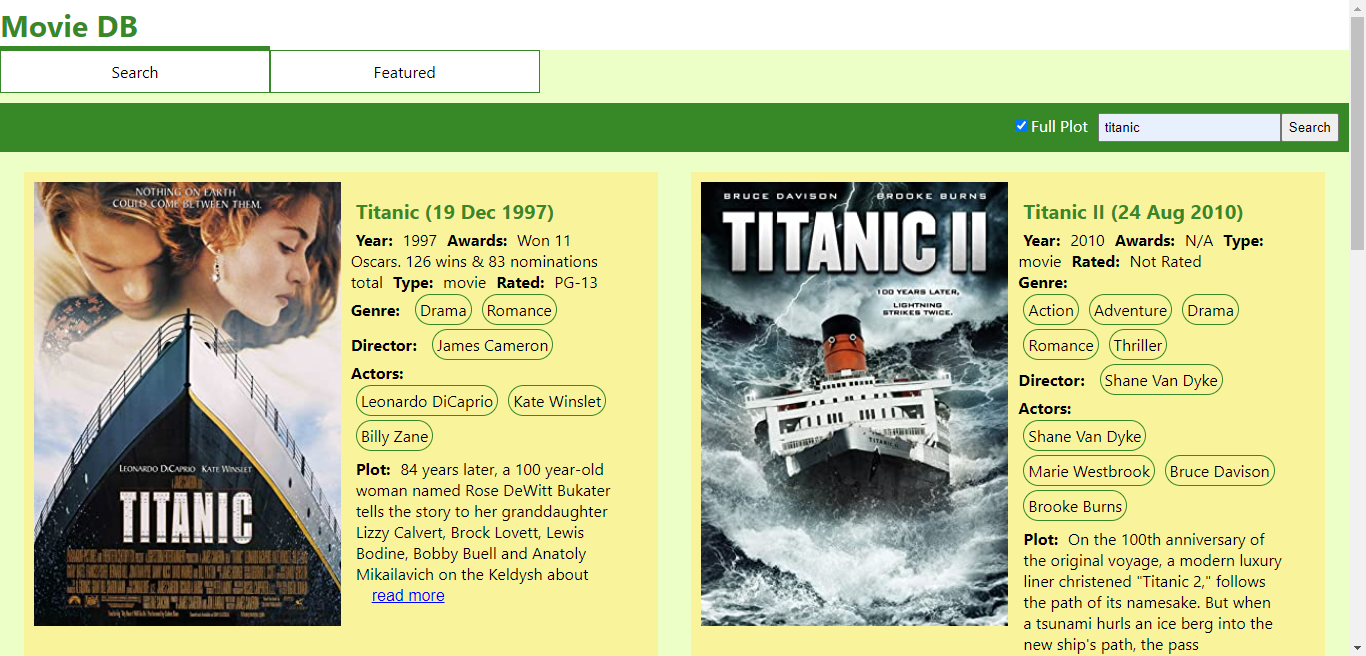 Movie DB
Search
Featured
Full Plot
titanic
Search
NOTHING ON EARTH
COULD COME BETWEEN THEM.
LEONARDO DiCAPRIO KATE WINSLET
TITANIC
Titanic (19 Dec 1997)
Year: 1997 Awards: Won 11
Oscars. 126 wins & 83 nominations
total Type: movie Rated: PG-13
Genre: Drama Romance
Director: James Cameron
Actors:
Leonardo DiCaprio Kate Winslet
Billy Zane
Plot: 84 years later, a 100 year-old
woman named Rose DeWitt Bukater
tells the story to her granddaughter
Lizzy Calvert, Brock Lovett, Lewis
Bodine, Bobby Buell and Anatoly
Mikailavich on the Keldysh about
read more
BRUCE DAVISON BROOKE BURNS
TITANIC II
100 YEARS LATER,
LIGHTNING
STRIKES TWICE.
TITANIC II
Titanic II (24 Aug 2010)
Year: 2010 Awards: N/A Type:
movie Rated: Not Rated
Genre:
Action Adventure Drama
Romance Thriller
Director: Shane Van Dyke
Actors:
Shane Van Dyke
Marie Westbrook Bruce Davison
Brooke Burns
Plot: On the 100th anniversary of
the original voyage, a modern luxury
liner christened "Titanic 2," follows
the path of its namesake. But when
a tsunami hurls an ice berg into the
new ship's path, the pass